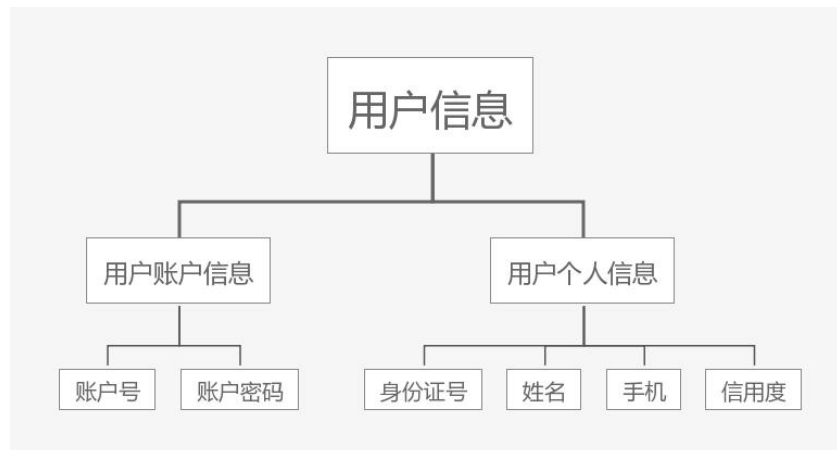 用户信息
用户账户信息
用户个人信息
账户号
账户密码
身份证号
姓名
手机
信用度